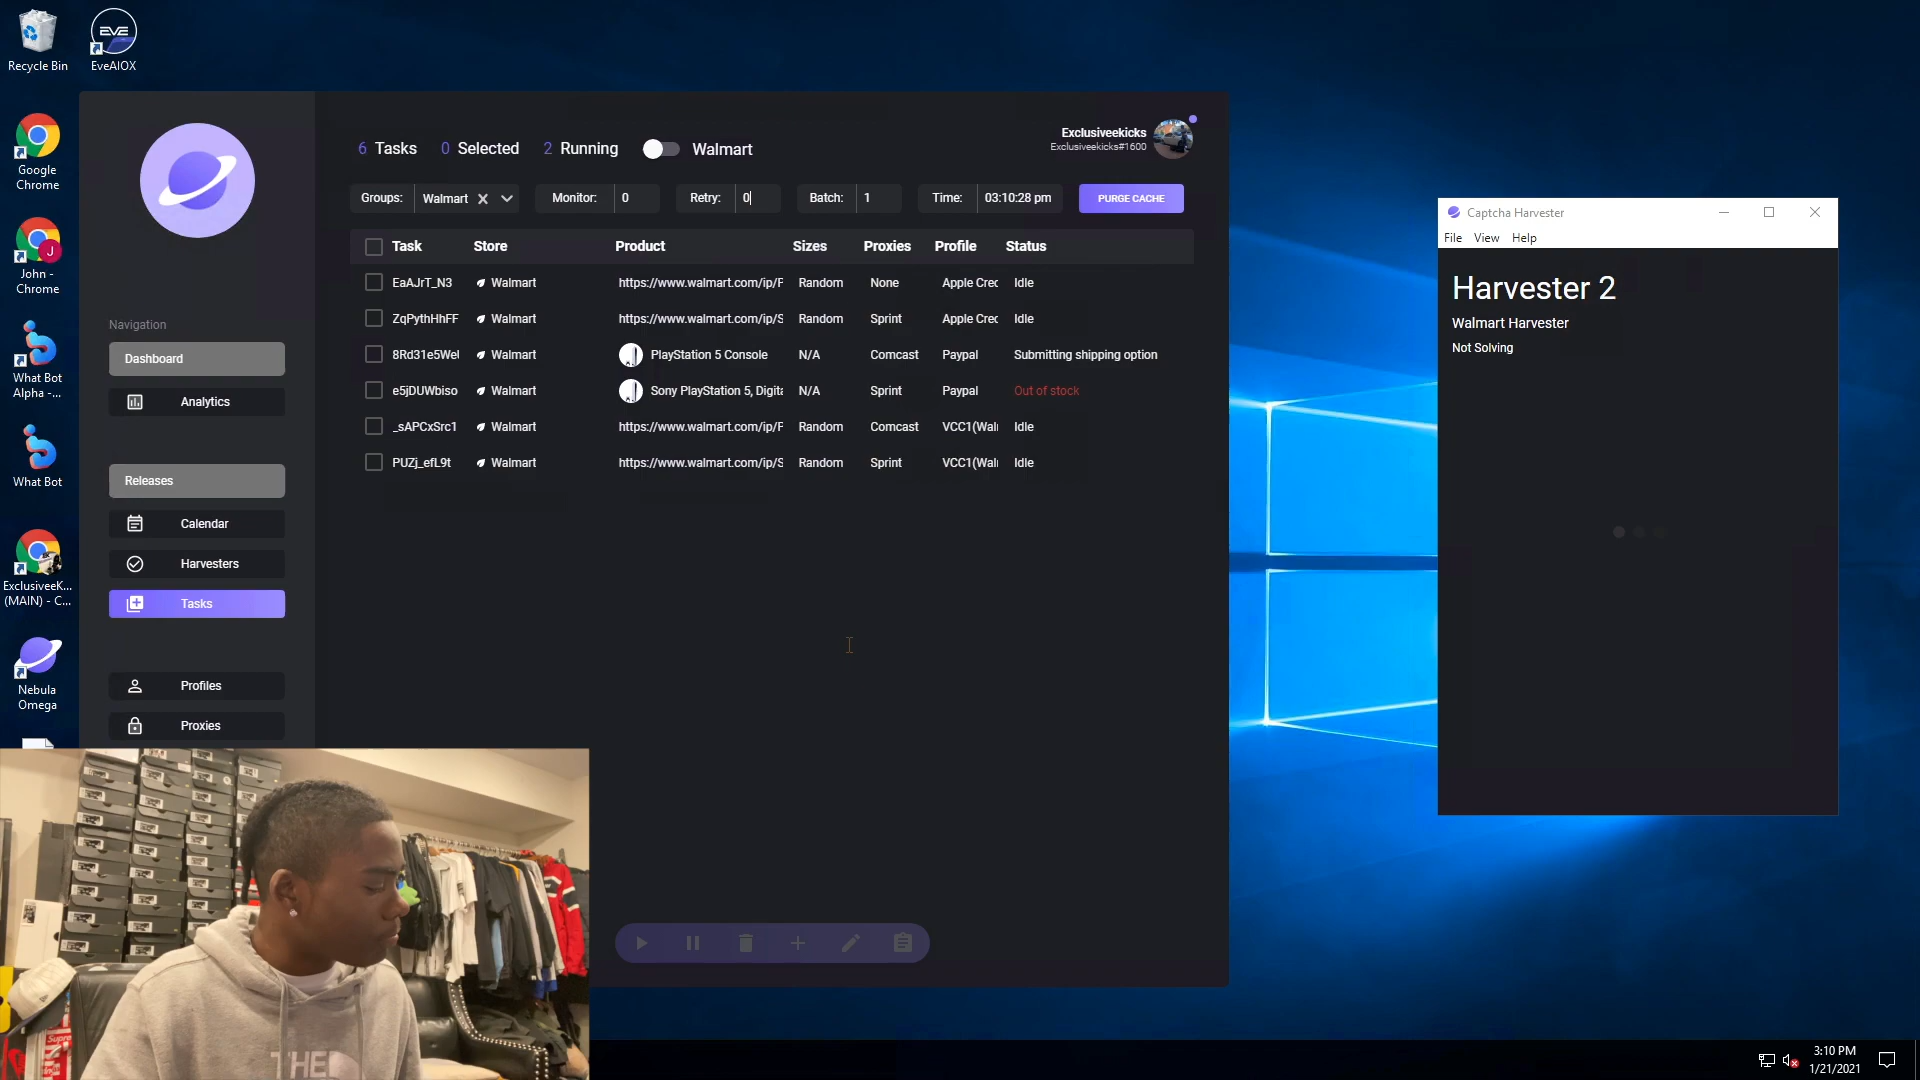 Recycle Bin
EVE
EveAIOX
Google
Chrome
J
John -
Chrome
What Bot
Alpha -...
What Bot
ExclusiveeK...
(MAIN) - C...
Nebula
Omega
Navigation
Dashboard
Analytics
Releases
Calendar
Harvesters
Tasks
Profiles
Proxies
6 Tasks 0 Selected 2 Running Walmart
Exclusiveekicks
Exclusiveekicks#1600
Groups: Walmart Monitor: 0 Retry: 0 Batch: 1 Time: 03:10:28 pm PURGE CACHE
Task Store Product Sizes Proxies Profile Status
EaAJrT_N3 Walmart https://www.walmart.com/ip/F Random None Apple Crec Idle
ZqPythHhFF Walmart https://www.walmart.com/ip/S Random Sprint Apple Crec Idle
8Rd31e5Wel Walmart PlayStation 5 Console N/A Comcast Paypal Submitting shipping option
e5jDUWbiso Walmart Sony PlayStation 5, Digita N/A Sprint Paypal Out of stock
_sAPCxSrc1 Walmart https://www.walmart.com/ip/F Random Comcast VCC1(Wal Idle
PUZj_efL9t Walmart https://www.walmart.com/ip/S Random Sprint VCC1(Wal Idle
Captcha Harvester
File View Help
Harvester 2
Walmart Harvester
Not Solving
THE
3:10 PM
1/21/2021